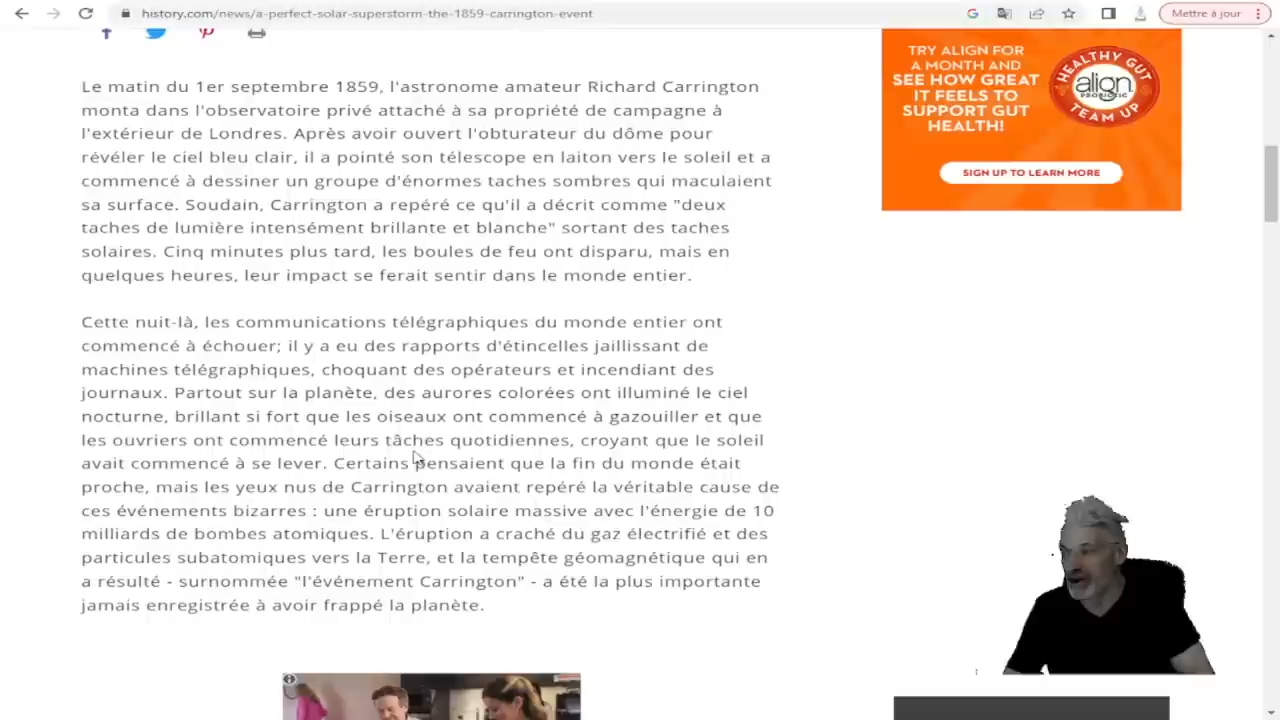 history.com/news/a-perfect-solar-superstorm-the-1859-carrington-event
Mettre à jour
Le matin du 1er septembre 1859, l'astronome amateur Richard Carrington
monta dans l'observatoire privé attaché à sa propriété de campagne à
l'extérieur de Londres. Après avoir ouvert l'obturateur du dôme pour
révéler le ciel bleu clair, il a pointé son télescope en laiton vers le soleil et a
commencé à dessiner un groupe d'énormes taches sombres qui maculaient
sa surface. Soudain, Carrington a repéré ce qu'il a décrit comme "deux
taches de lumière intensément brillante et blanche" sortant des taches
solaires. Cinq minutes plus tard, les boules de feu ont disparu, mais en
quelques heures, leur impact se ferait sentir dans le monde entier.
Cette nuit-là, les communications télégraphiques du monde entier ont
commencé à échouer; il y a eu des rapports d'étincelles jaillissant de
machines télégraphiques, choquant des opérateurs et incendiant des
journaux. Partout sur la planète, des aurores colorées ont illuminé le ciel
nocturne, brillant si fort que les oiseaux ont commencé à gazouiller et que
les ouvriers ont commencé leurs tâches quotidiennes, croyant que le soleil
avait commencé à se lever. Certains pensaient que la fin du monde était
proche, mais les yeux nus de Carrington avaient repéré la véritable cause de
ces événements bizarres : une éruption solaire massive avec l'énergie de 10
milliards de bombes atomiques. L'éruption a craché du gaz électrifié et des
particules subatomiques vers la Terre, et la tempête géomagnétique qui en
a résulté - surnommée "l'événement Carrington" - a été la plus importante
jamais enregistrée à avoir frappé la planète.
TRY ALIGN FOR
A MONTH AND
SEE HOW GREAT
IT FEELS TO
SUPPORT GUT
HEALTH!
HEALTHY GUT
align
PROBIOTIC
TEAM UP
SIGN UP TO LEARN MORE